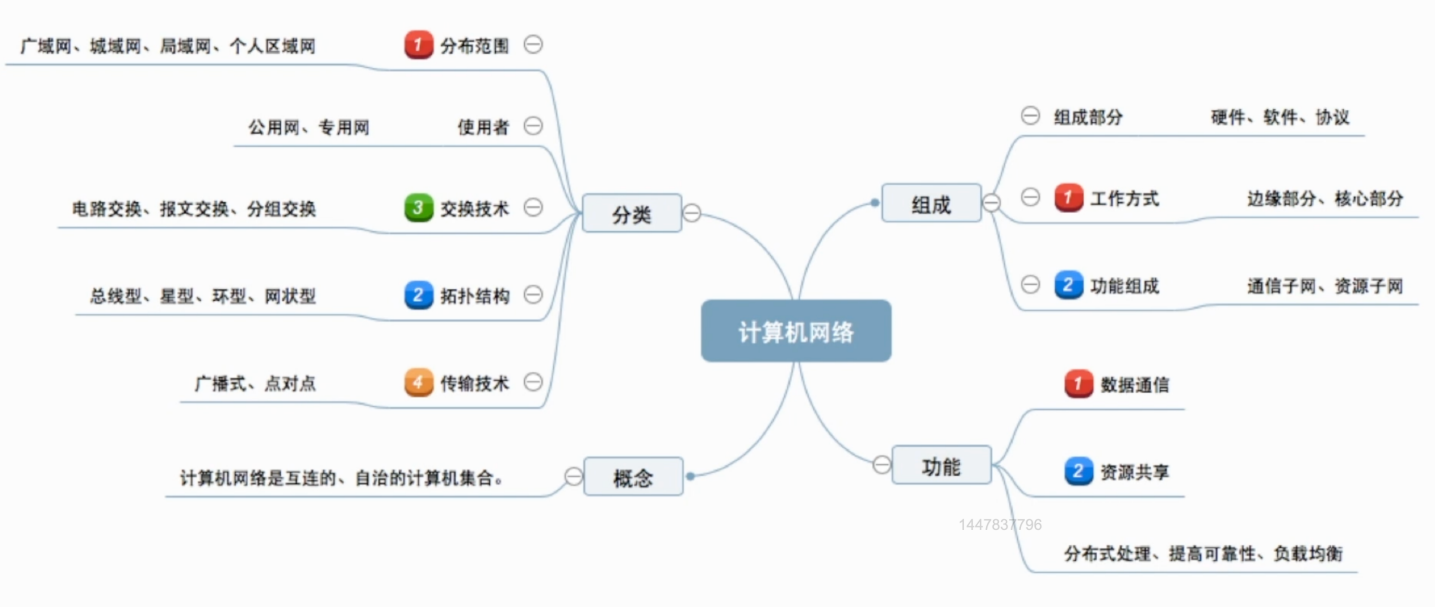 广域网、城域网、局域网、个人区域网
1 分布范围
公用网、专用网
使用者
电路交换、报文交换、分组交换
3 交换技术
总线型、星型、环型、网状型
2 拓扑结构
广播式、点对点
4 传输技术
分类
计算机网络是互连的、自治的计算机集合。
概念
计算机网络
组成
组成部分
硬件、软件、协议
1 工作方式
边缘部分、核心部分
2 功能组成
通信子网、资源子网
功能
1 数据通信
2 资源共享
分布式处理、提高可靠性、负载均衡
1447837796